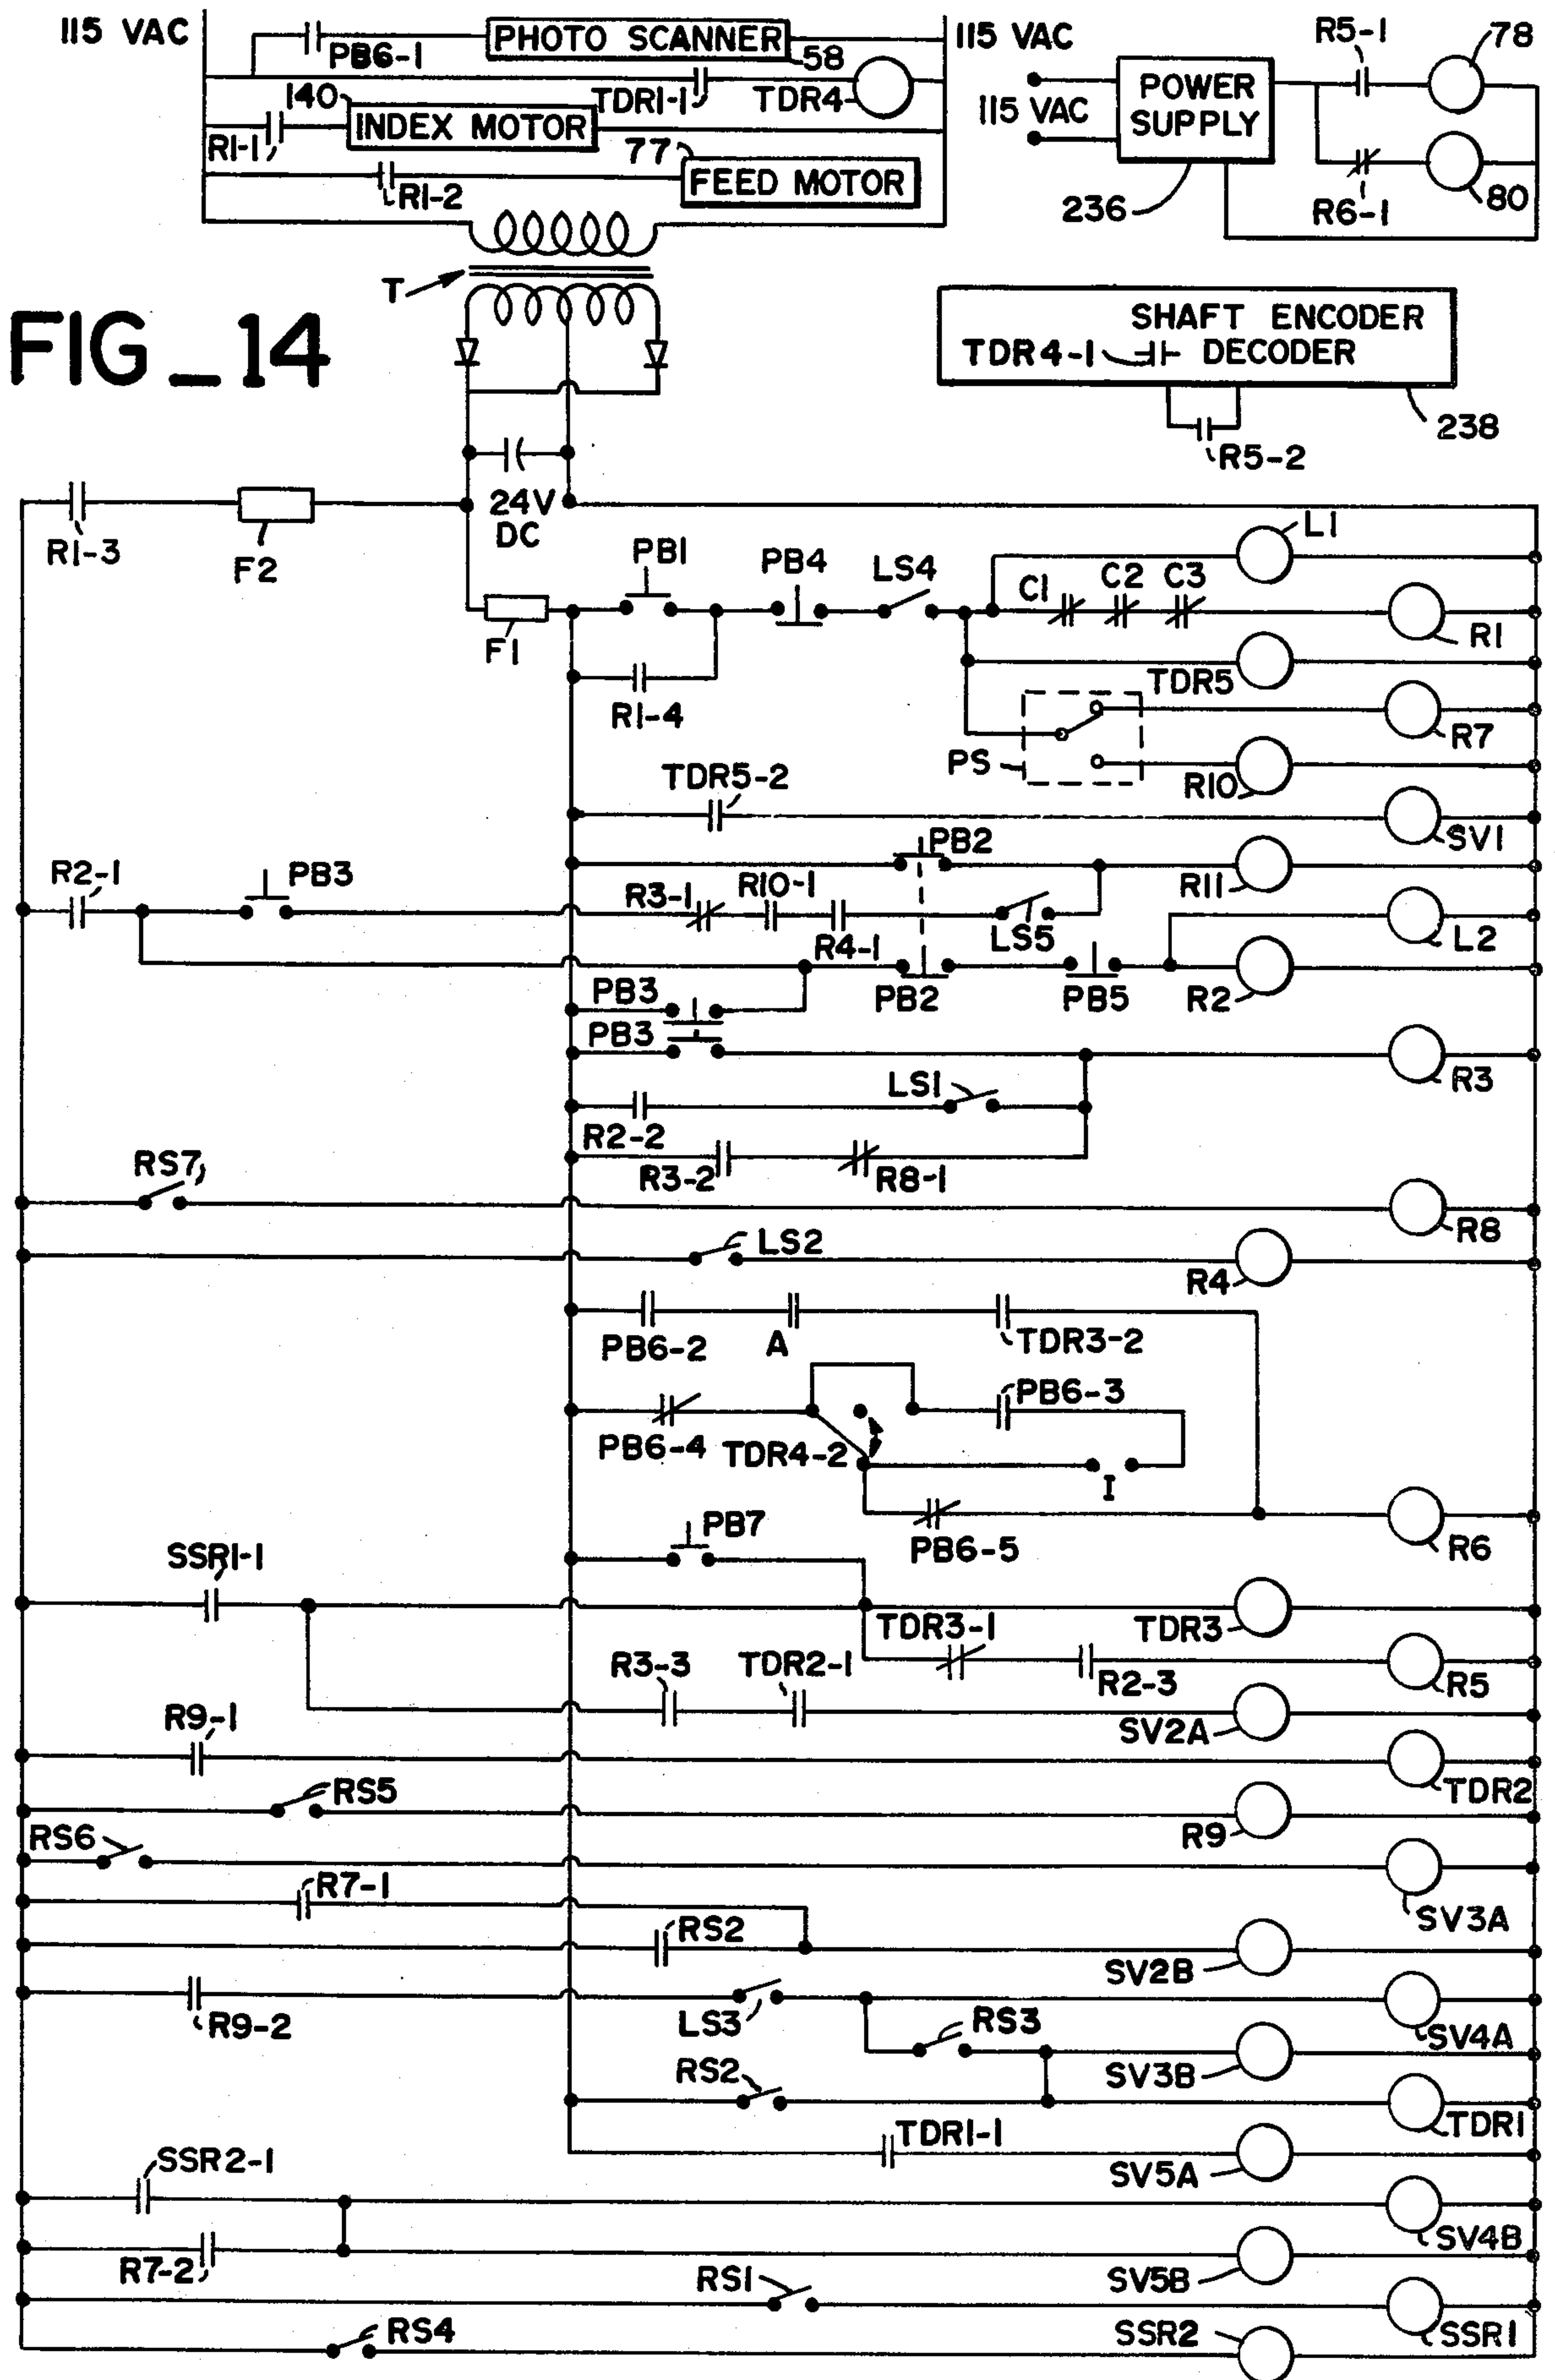 115 VAC
PB6-1
PHOTO SCANNER
58
115 VAC
R5-1
78
140
TDR1-1
TDR4
115 VAC
POWER
SUPPLY
INDEX MOTOR
R1-1
77
R1-2
FEED MOTOR
236
R6-1
80
T
FIG_14
SHAFT ENCODER
TDR4-1
DECODER
238
R5-2
24V
DC
R1-3
F2
L1
PB1
PB4
LS4
C1
C2
C3
F1
R1
TDR5
R1-4
R7
PS
TDR5-2
R10
SV1
PB2
R2-1
PB3
R3-1
R10-1
R11
R4-1
LS5
L2
PB3
PB2
PB5
R2
PB3
LS1
R3
R2-2
RS7
R3-2
R8-1
R8
LS2
R4
PB6-2
A
TDR3-2
PB6-3
PB6-4
TDR4-2
I
PB7
PB6-5
R6
SSR1-1
TDR3-1
TDR3
R3-3
TDR2-1
R2-3
R5
R9-1
SV2A
RS5
TDR2
RS6
R9
R7-1
SV3A
RS2
SV2B
R9-2
LS3
RS3
SV4A
RS2
SV3B
TDR1-1
TDR1
SSR2-1
SV5A
SV4B
R7-2
RS1
SV5B
RS4
SSR2
SSR1